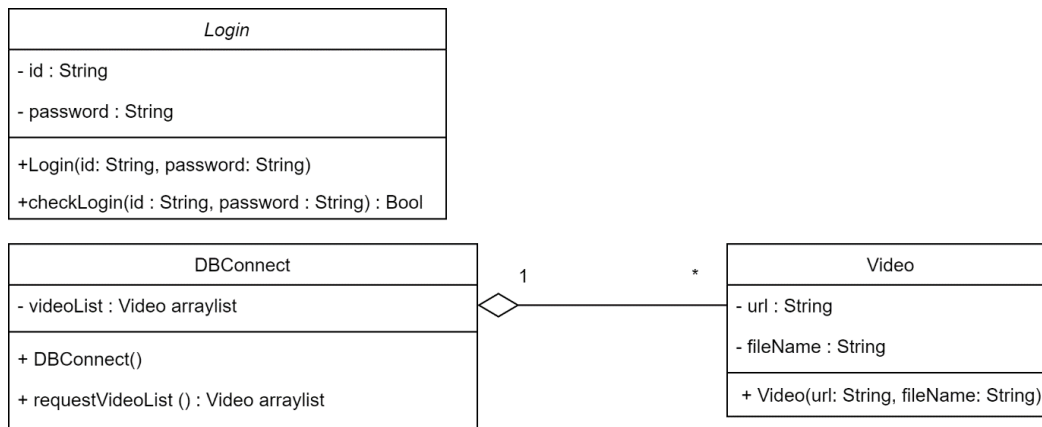 Login
- id : String
- password : String
+Login(id: String, password: String)
+checkLogin(id : String, password : String) : Bool
DBConnect
- videoList : Video arraylist
+ DBConnect()
+ requestVideoList () : Video arraylist
1
*
Video
- url : String
- fileName : String
+ Video(url: String, fileName: String)